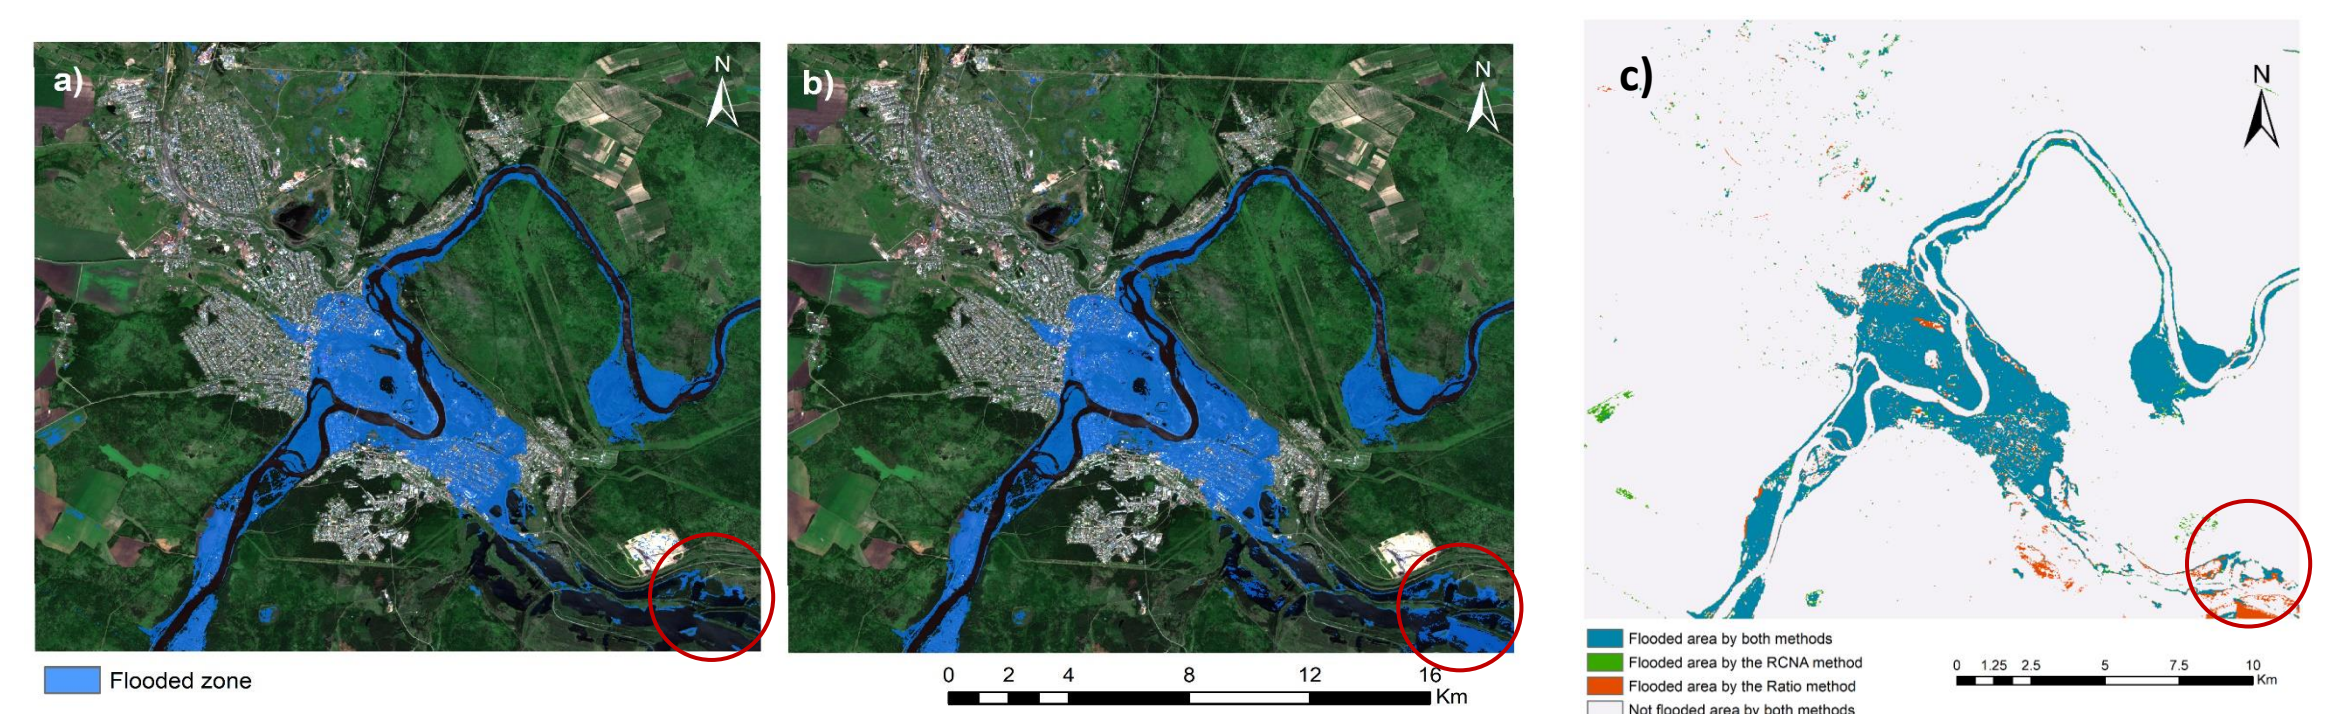 a)
N
b)
N
c)
N
Flooded zone
0 2 4 8 12 16
Km
Flooded area by both methods
Flooded area by the RCNA method
Flooded area by the Ratio method
Not flooded area by both methods
0 1.25 2.5 5 7.5 10
Km